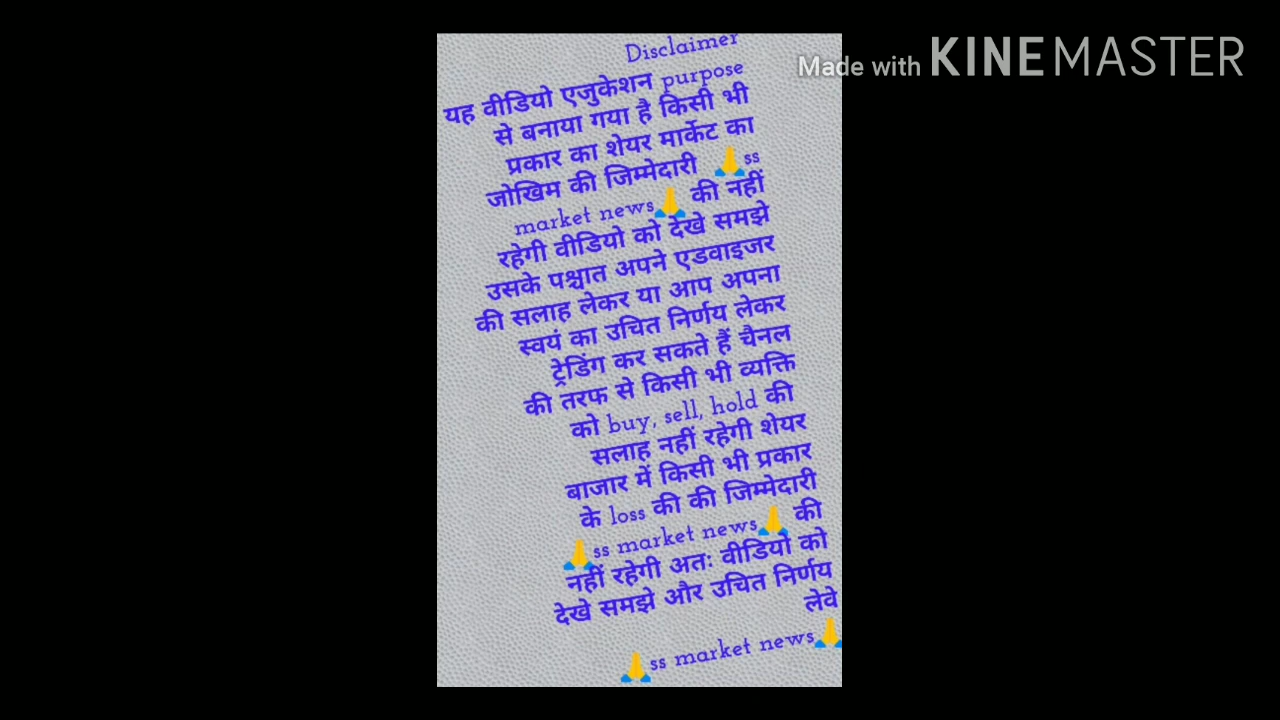 Disclaimer
यह वीडियो एजुकेशन purpose
से बनाया गया है किसी भी
प्रकार का शेयर मार्केट का
जोखिम की जिम्मेदारी 🙏ss
market news🙏 की नहीं
रहेगी वीडियो को देखे समझे
उसके पश्चात अपने एडवाइजर
की सलाह लेकर या आप अपना
स्वयं का उचित निर्णय लेकर
ट्रेडिंग कर सकते हैं चैनल
की तरफ से किसी भी व्यक्ति
को buy, sell, hold की
सलाह नहीं रहेगी शेयर
बाजार में किसी भी प्रकार
के loss की की जिम्मेदारी
🙏ss market news🙏 की
नहीं रहेगी अतः वीडियो को
देखे समझे और उचित निर्णय
लेवे
🙏ss market news🙏
Made with KINEMASTER